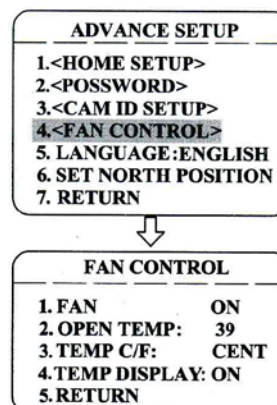 ADVANCE SETUP
1.<HOME SETUP>
2.<POSSWORD>
3.<CAM ID SETUP>
4.<FAN CONTROL>
5. LANGUAGE:ENGLISH
6. SET NORTH POSITION
7. RETURN
FAN CONTROL
1. FAN ON
2. OPEN TEMP: 39
3. TEMP C/F: CENT
4. TEMP DISPLAY: ON
5. RETURN